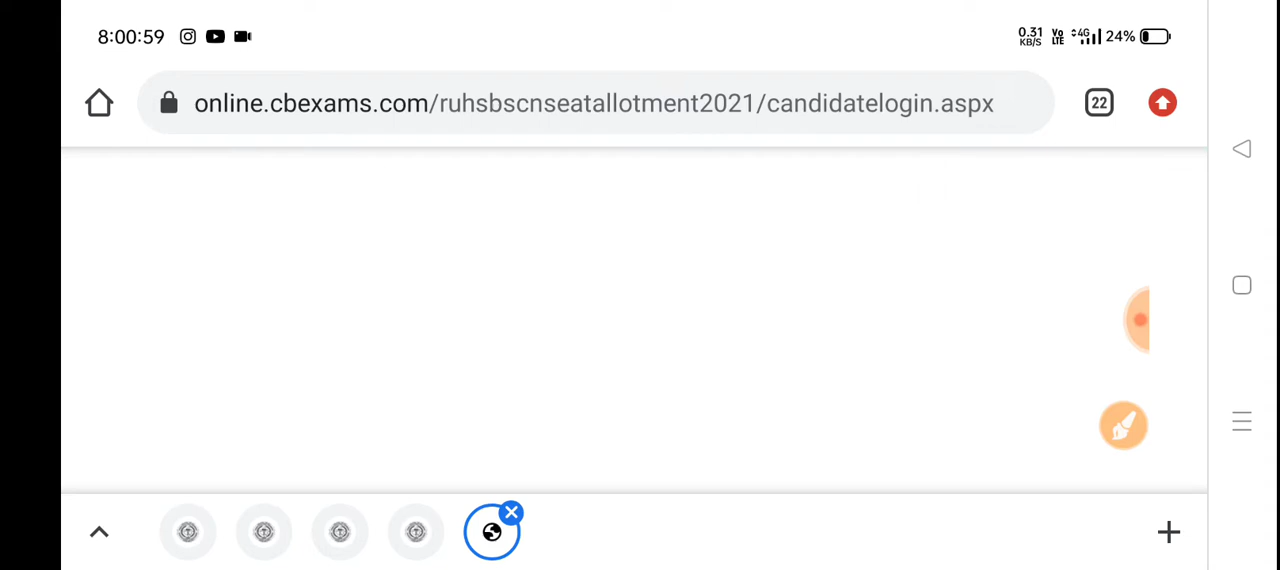 8:00:59
0.31 KB/S Vo LTE 4G 24%
online.cbexams.com/ruhsbscnseatallotment2021/candidatelogin.aspx
22